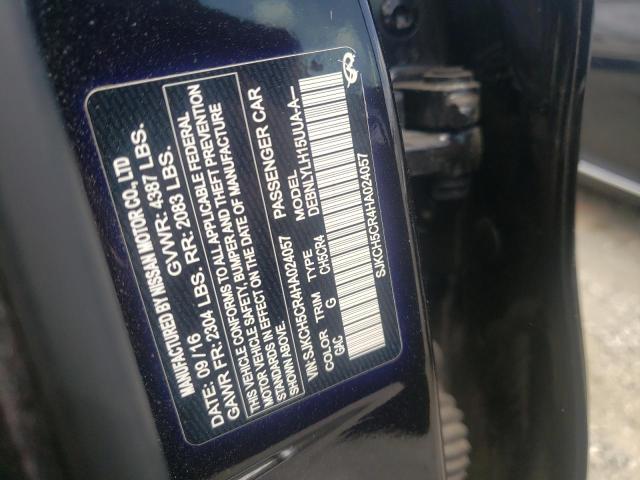 MANUFACTURED BY NISSAN MOTOR CO., LTD
DATE: 09/16 GVWR: 4387 LBS.
GAWR FR: 2304 LBS. RR: 2083 LBS.
THIS VEHICLE CONFORMS TO ALL APPLICABLE FEDERAL
MOTOR VEHICLE SAFETY, BUMPER AND THEFT PREVENTION
STANDARDS IN EFFECT ON THE DATE OF MANUFACTURE
SHOWN ABOVE.
VIN: SJKCH5CR4HA024057 PASSENGER CAR
COLOR TRIM TYPE MODEL
GAC G CH5CR4 DEBNLYLH15UUA-A--
SJKCH5CR4HA024057